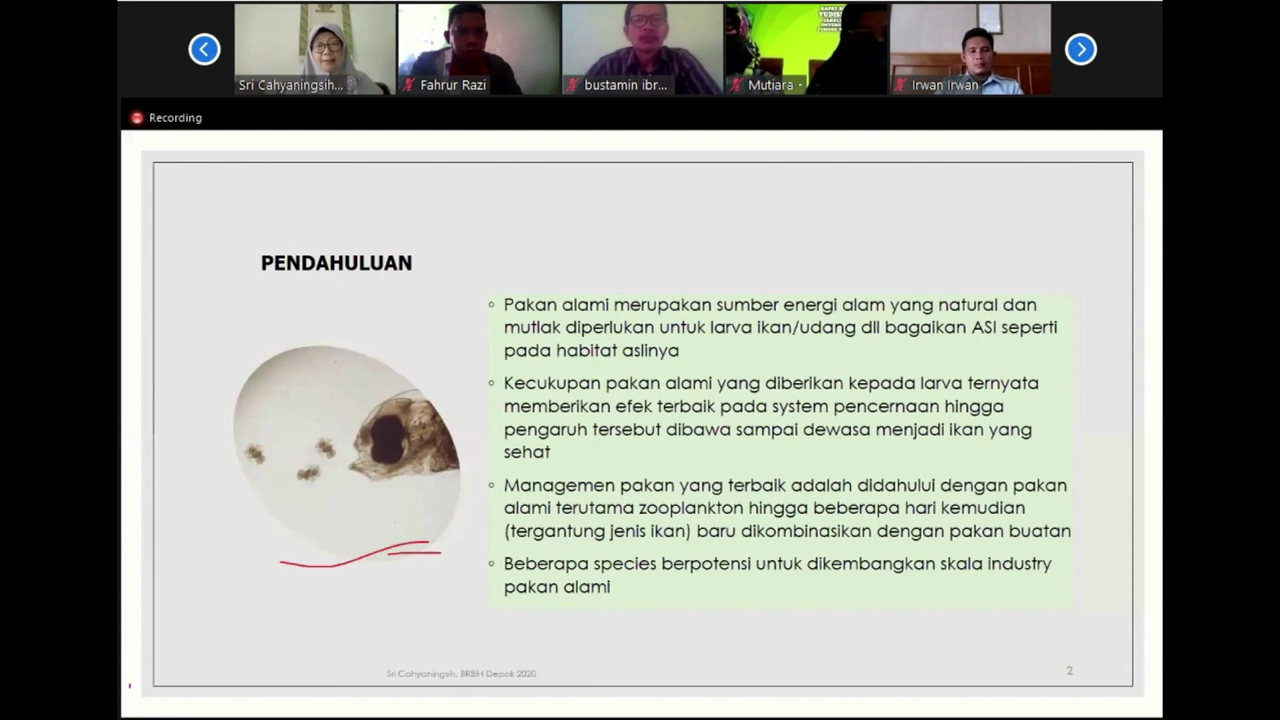 Sri Cahyaningsih...
Fahrur Razi
bustamin ibr...
Mutiara -
Irwan Irwan
Recording
PENDAHULUAN
◦ Pakan alami merupakan sumber energi alam yang natural dan
mutlak diperlukan untuk larva ikan/udang dll bagaikan ASI seperti
pada habitat aslinya
◦ Kecukupan pakan alami yang diberikan kepada larva ternyata
memberikan efek terbaik pada system pencernaan hingga
pengaruh tersebut dibawa sampai dewasa menjadi ikan yang
sehat
◦ Managemen pakan yang terbaik adalah didahului dengan pakan
alami terutama zooplankton hingga beberapa hari kemudian
(tergantung jenis ikan) baru dikombinasikan dengan pakan buatan
◦ Beberapa species berpotensi untuk dikembangkan skala industry
pakan alami
Sri Cahyaningsih, BRBIH Depok 2020
2